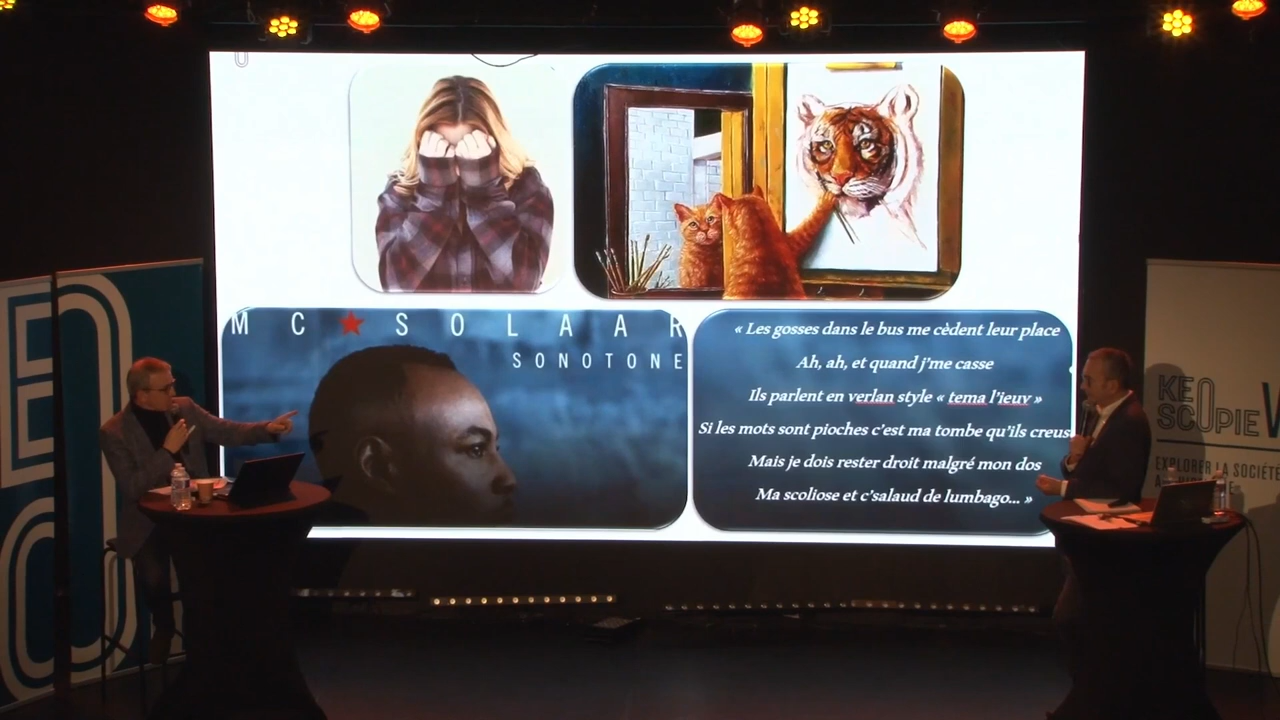 MC★SOLAAR
SONOTONE
« Les gosses dans le bus me cèdent leur place
Ah, ah, et quand j’me casse
Ils parlent en verlan style « tema l’ieuv »
Si les mots sont pioches c’est ma tombe qu’ils creus
Mais je dois rester droit malgré mon dos
Ma scoliose et c’salaud de lumbago… »
KEO
SCOPIE
EXPLORER LA SOCIÉTÉ